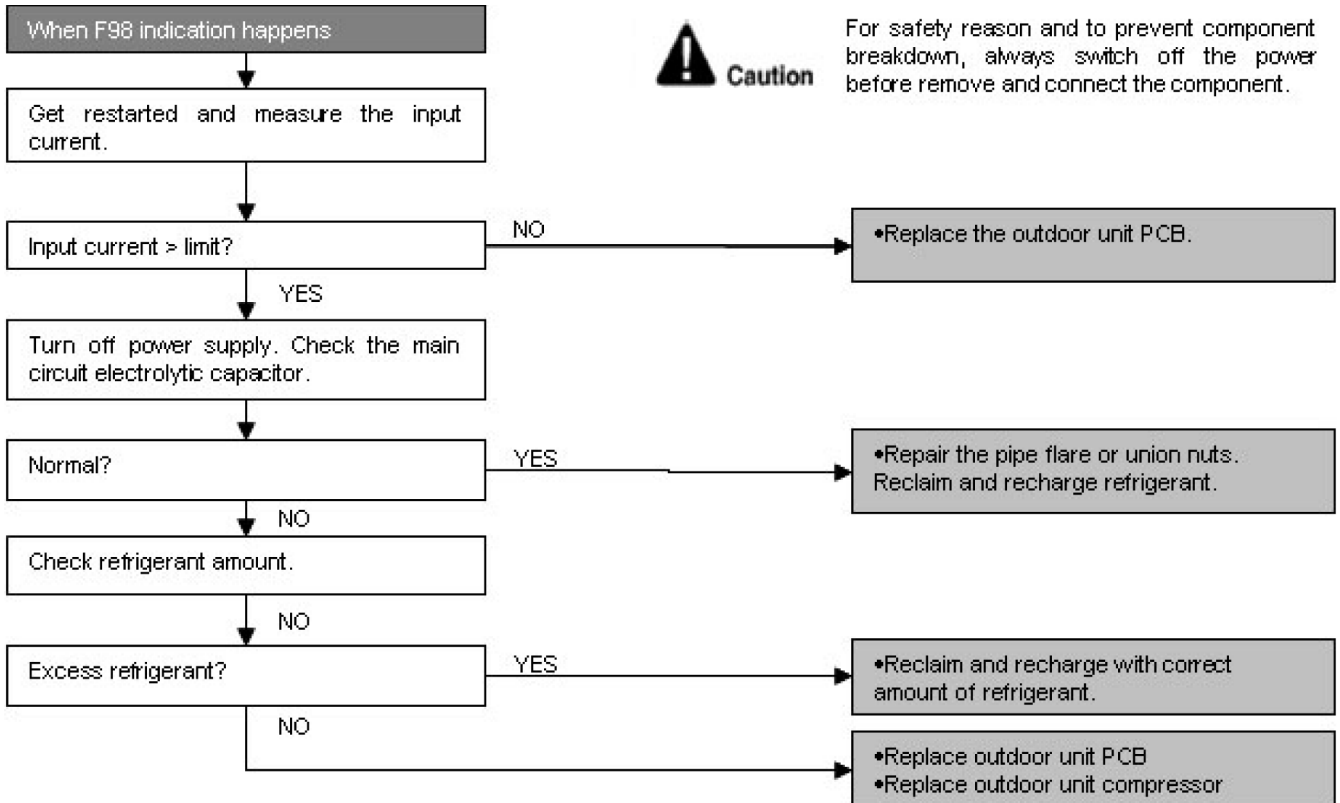 When F98 indication happens
Caution
For safety reason and to prevent component
breakdown, always switch off the power
before remove and connect the component.
Get restarted and measure the input
current.
Input current > limit?
NO
•Replace the outdoor unit PCB.
YES
Turn off power supply. Check the main
circuit electrolytic capacitor.
Normal?
YES
•Repair the pipe flare or union nuts.
Reclaim and recharge refrigerant.
NO
Check refrigerant amount.
NO
Excess refrigerant?
YES
•Reclaim and recharge with correct
amount of refrigerant.
NO
•Replace outdoor unit PCB
•Replace outdoor unit compressor